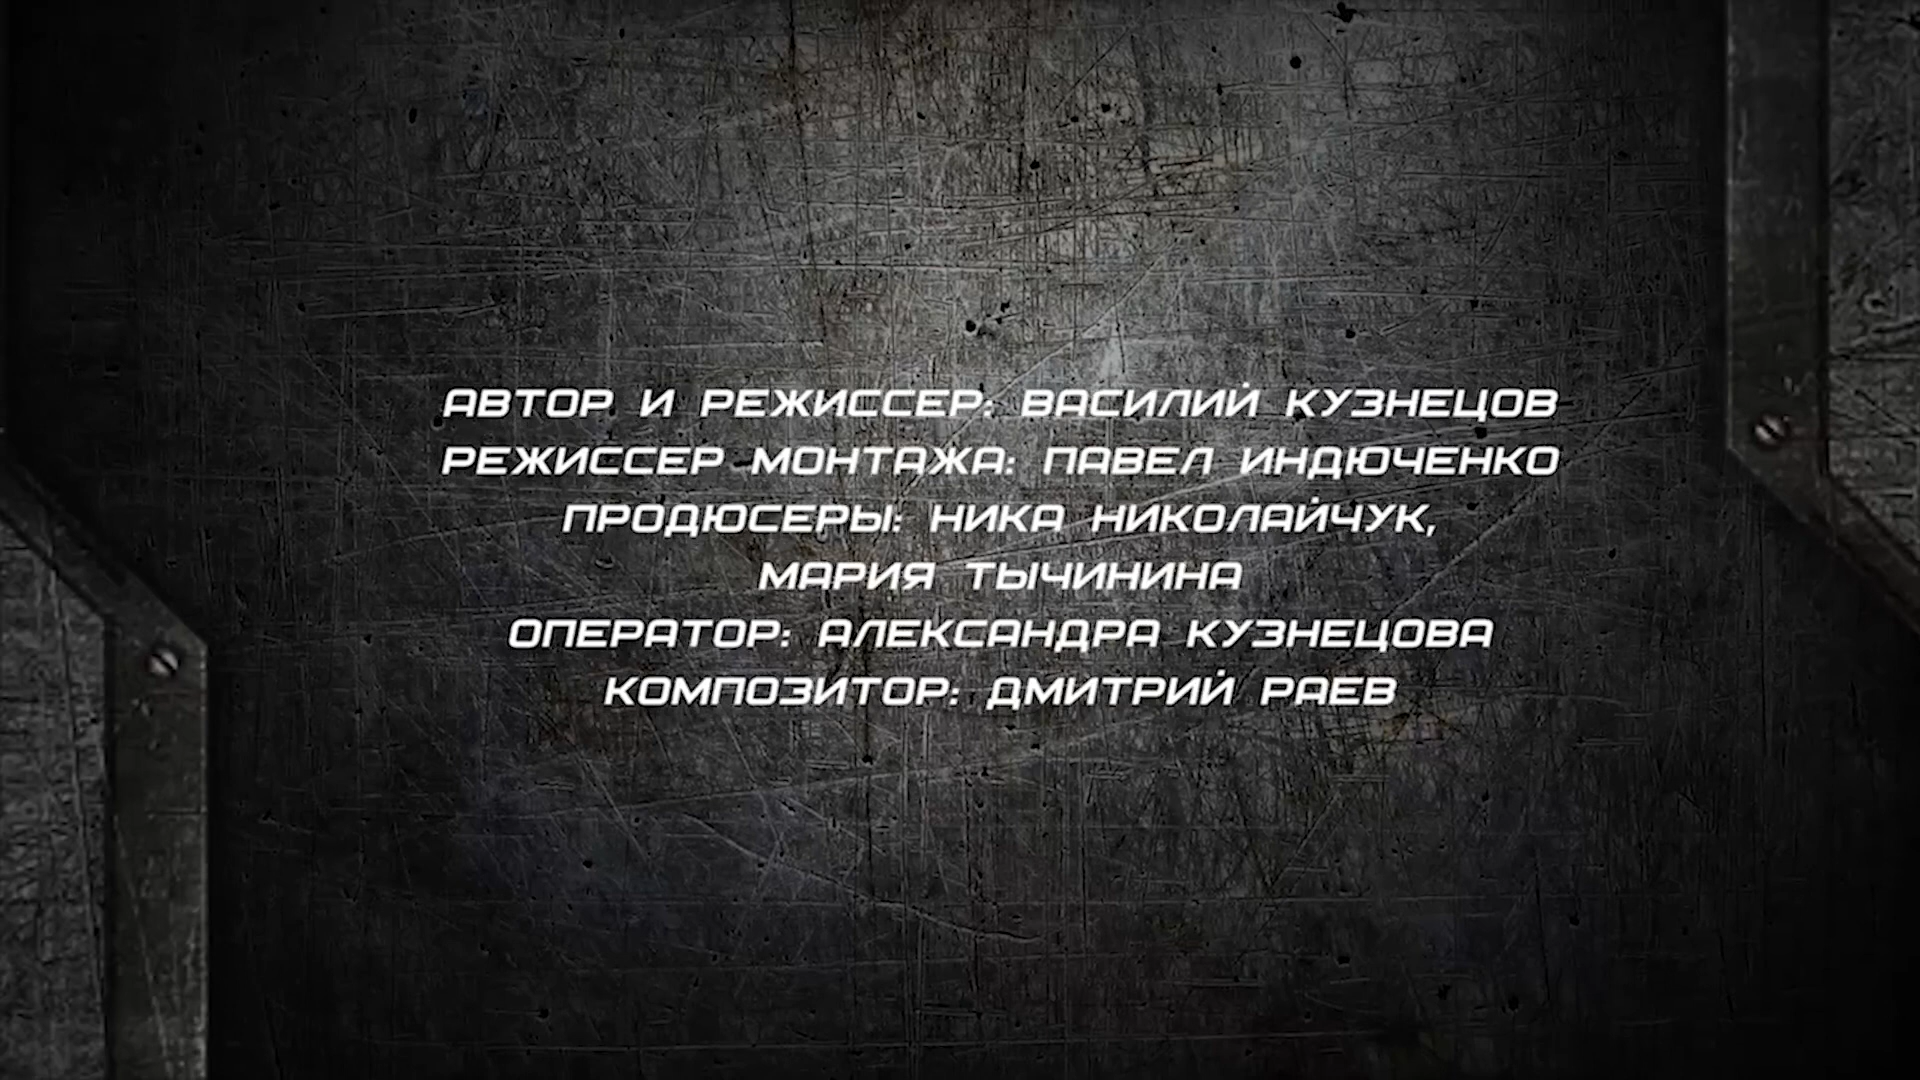 АВТОР И РЕЖИССЕР: ВАСИЛИЙ КУЗНЕЦОВ
РЕЖИССЕР МОНТАЖА: ПАВЕЛ ИНДЮЧЕНКО
ПРОДЮСЕРЫ: НИКА НИКОЛАЙЧУК,
МАРИЯ ТЫЧИНИНА
ОПЕРАТОР: АЛЕКСАНДРА КУЗНЕЦОВА
КОМПОЗИТОР: ДМИТРИЙ РАЕВ